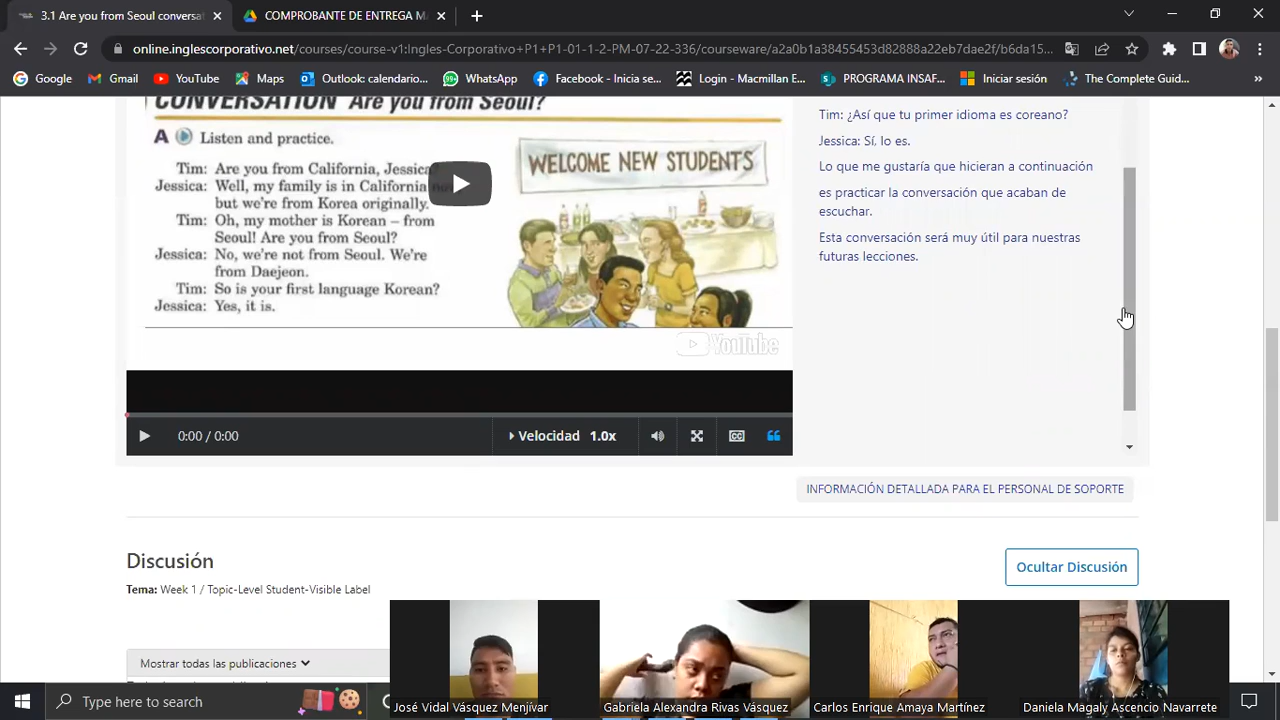 3.1 Are you from Seoul conversat
COMPROBANTE DE ENTREGA M
online.inglescorporativo.net/courses/course-v1:Ingles-Corporativo+P1+P1-01-1-2-PM-07-22-336/courseware/a2a0b1a38455453d82888a22eb7dae2f/b6da15...
Google
Gmail
YouTube
Maps
Outlook: calendario...
WhatsApp
Facebook - Inicia se...
Login - Macmillan E...
PROGRAMA INSAF...
Iniciar sesión
The Complete Guid...
CONVERSATION Are you from Seoul?
A Listen and practice.
Tim: Are you from California, Jessica?
Jessica: Well, my family is in California
but we're from Korea originally.
Tim: Oh, my mother is Korean – from
Seoul! Are you from Seoul?
Jessica: No, we're not from Seoul. We're
from Daejeon.
Tim: So is your first language Korean?
Jessica: Yes, it is.
WELCOME NEW STUDENTS
YouTube
Tim: ¿Así que tu primer idioma es coreano?
Jessica: Sí, lo es.
Lo que me gustaría que hicieran a continuación
es practicar la conversación que acaban de
escuchar.
Esta conversación será muy útil para nuestras
futuras lecciones.
0:00 / 0:00
Velocidad 1.0x
INFORMACIÓN DETALLADA PARA EL PERSONAL DE SOPORTE
Discusión
Ocultar Discusión
Tema: Week 1 / Topic-Level Student-Visible Label
Mostrar todas las publicaciones
Type here to search
José Vidal Vásquez Menjívar
Gabriela Alexandra Rivas Vásquez
Carlos Enrique Amaya Martínez
Daniela Magaly Ascencio Navarrete